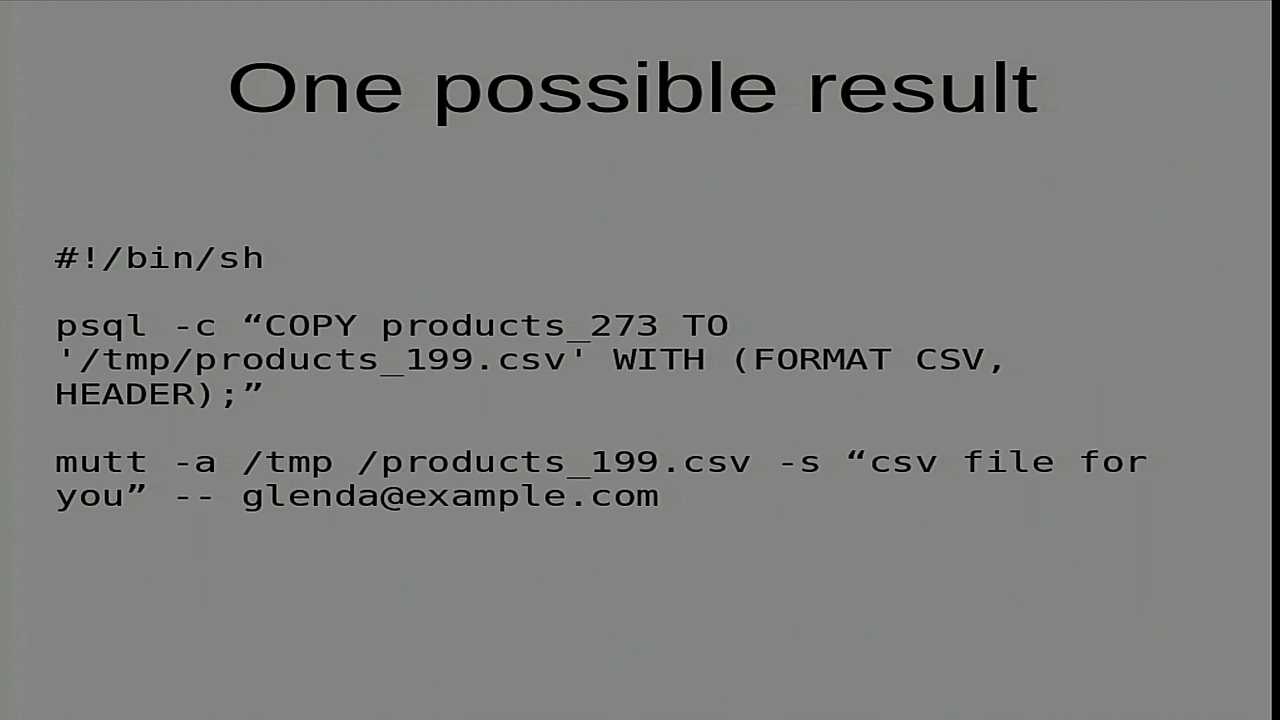 One possible result
#!/bin/sh
psql -c “COPY products_273 TO
'/tmp/products_199.csv' WITH (FORMAT CSV,
HEADER);”
mutt -a /tmp /products_199.csv -s “csv file for
you” -- glenda@example.com